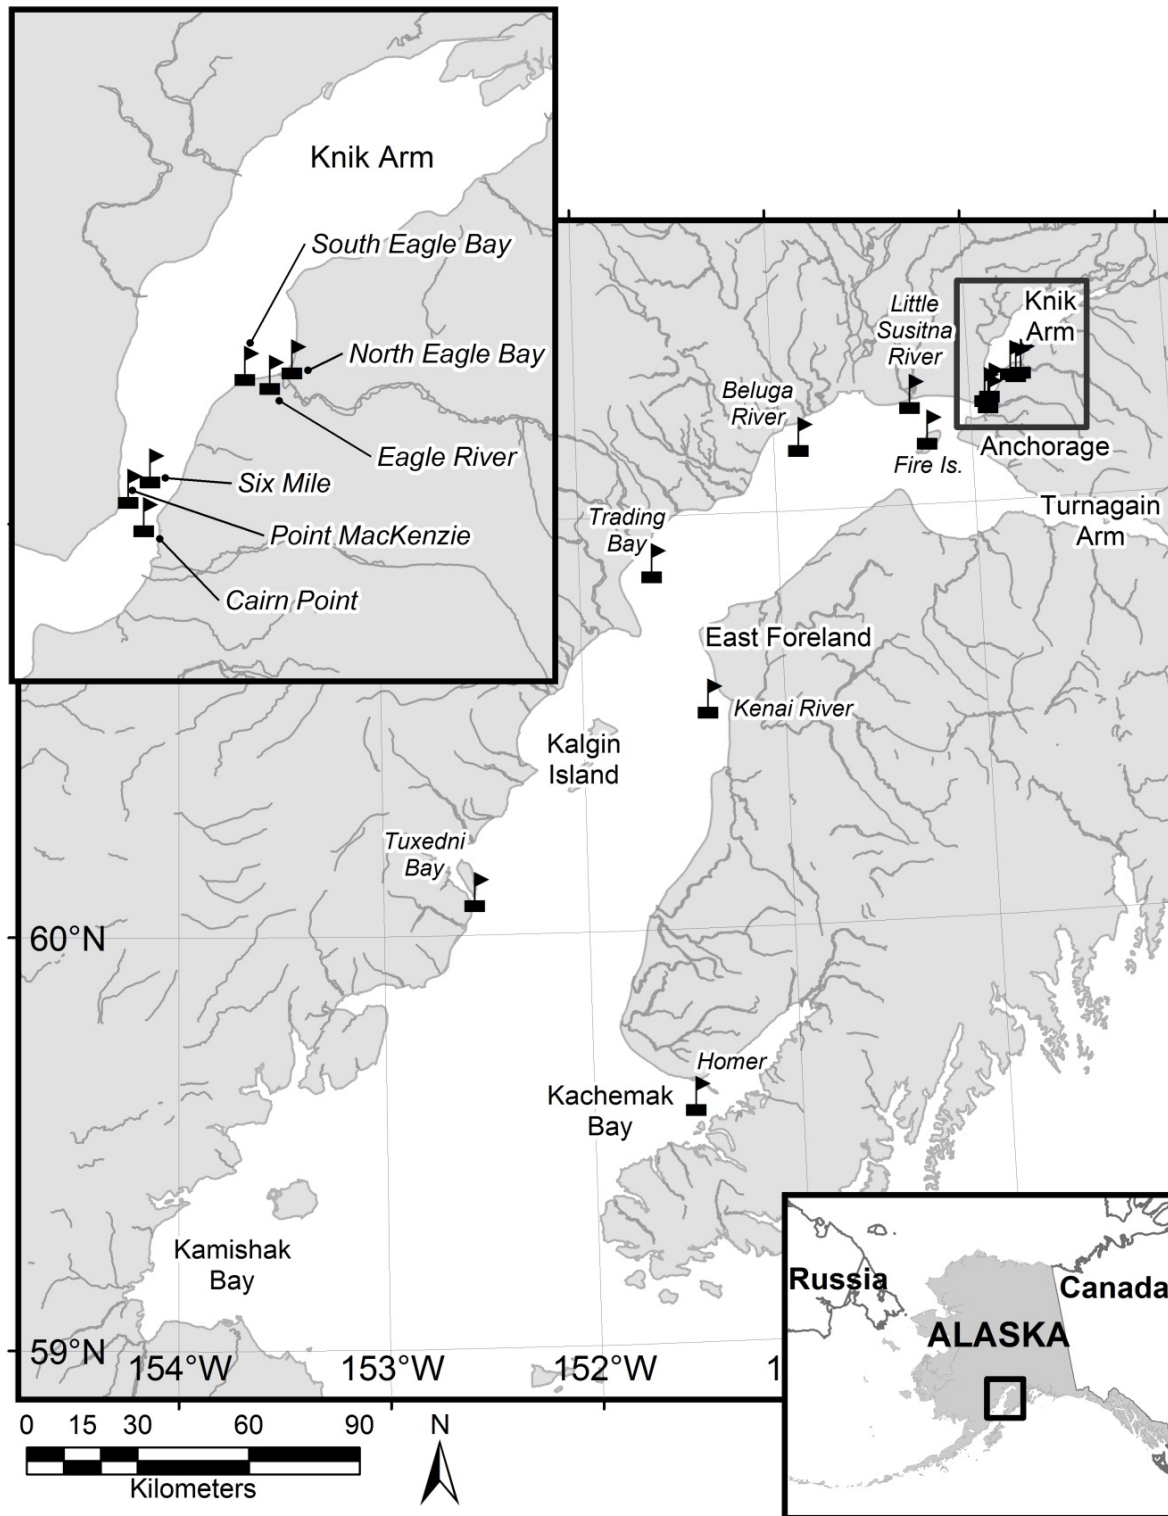 Knik Arm
South Eagle Bay
North Eagle Bay
Eagle River
Six Mile
Point MacKenzie
Cairn Point
Knik
Arm
Little
Susitna
River
Beluga
River
Anchorage
Fire Is.
Turnagain
Arm
Trading
Bay
East Foreland
Kenai River
Kalgin
Island
Tuxedni
Bay
60°N
Homer
Kachemak
Bay
Kamishak
Bay
59°N
154°W
153°W
152°W
1
Russia
Canada
ALASKA
0 15 30 60 90
Kilometers
N